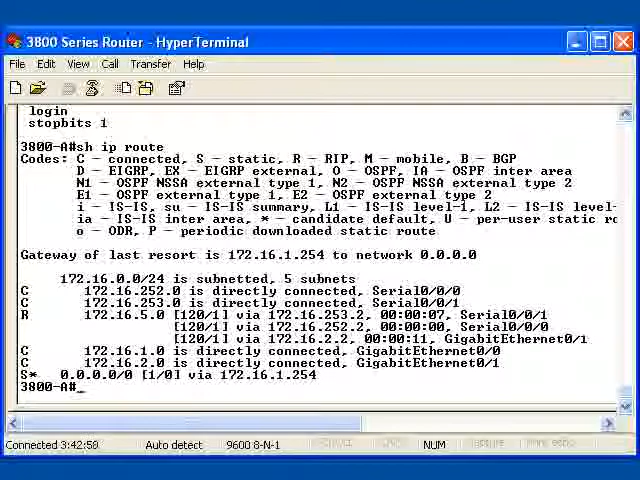 3800 Series Router - HyperTerminal
File Edit View Call Transfer Help
login
stopbits 1
3800-A#sh ip route
Codes: C - connected, S - static, R - RIP, M - mobile, B - BGP
D - EIGRP, EX - EIGRP external, O - OSPF, IA - OSPF inter area
N1 - OSPF NSSA external type 1, N2 - OSPF NSSA external type 2
E1 - OSPF external type 1, E2 - OSPF external type 2
i - IS-IS, su - IS-IS summary, L1 - IS-IS level-1, L2 - IS-IS level
ia - IS-IS inter area, * - candidate default, U - per-user static ro
o - ODR, P - periodic downloaded static route
Gateway of last resort is 172.16.1.254 to network 0.0.0.0
172.16.0.0/24 is subnetted, 5 subnets
C 172.16.252.0 is directly connected, Serial0/0/0
C 172.16.253.0 is directly connected, Serial0/0/1
R 172.16.5.0 [120/1] via 172.16.253.2, 00:00:07, Serial0/0/1
[120/1] via 172.16.252.2, 00:00:00, Serial0/0/0
[120/1] via 172.16.2.2, 00:00:11, GigabitEthernet0/1
C 172.16.1.0 is directly connected, GigabitEthernet0/0
C 172.16.2.0 is directly connected, GigabitEthernet0/1
S* 0.0.0.0/0 [1/0] via 172.16.1.254
3800-A#_
Connected 3:42:58 Auto detect 9600 8-N-1 NUM